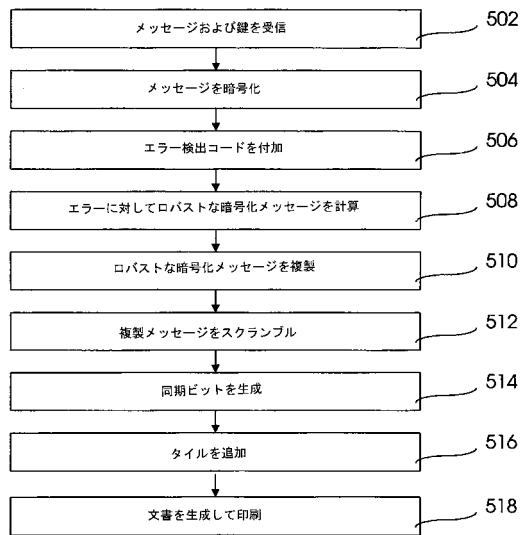 メッセージおよび鍵を受信 502
メッセージを暗号化 504
エラー検出コードを付加 506
エラーに対してロバストな暗号化メッセージを計算 508
ロバストな暗号化メッセージを複製 510
複製メッセージをスクランブル 512
同期ビットを生成 514
タイルを追加 516
文書を生成して印刷 518